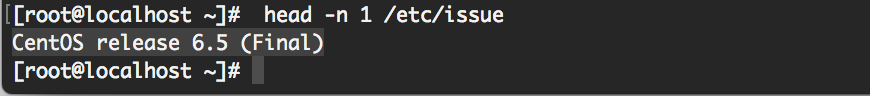 [root@localhost ~]#  head -n 1 /etc/issue
CentOS release 6.5 (Final)
[root@localhost ~]#